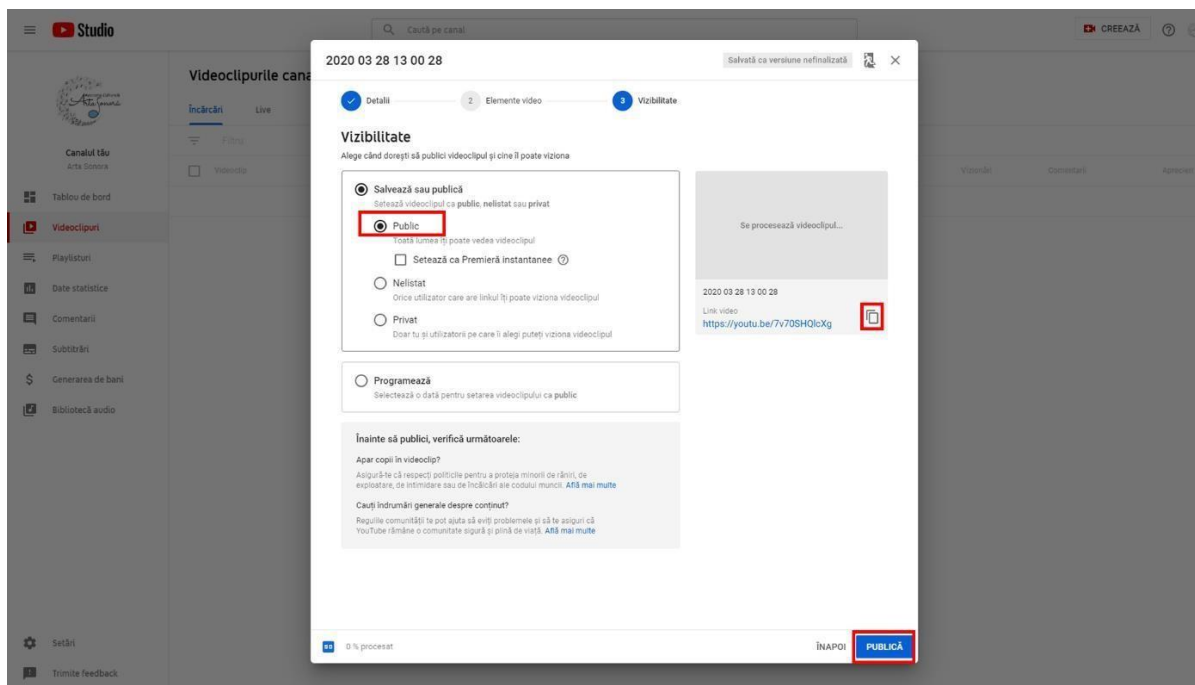 Studio
Caută pe canal
CREEAZĂ
Canalul tău
Arta Sonora
Tablou de bord
Videoclipuri
Playlisturi
Date statistice
Comentarii
Subtitrări
Generarea de bani
Bibliotecă audio
Setări
Trimite feedback
Videoclipurile cana
Încărcări Live
Filtru
Videoclip
Vizionări Comentarii Aprecieri
2020 03 28 13 00 28
Salvată ca versiune nefinalizată
Detalii 2 Elemente video 3 Vizibilitate
Vizibilitate
Alege când dorești să publici videoclipul și cine îl poate viziona
Salvează sau publică
Setează videoclipul ca public, nelistat sau privat
Public
Toată lumea îți poate vedea videoclipul
Setează ca Premieră instantanee
Nelistat
Orice utilizator care are linkul îți poate viziona videoclipul
Privat
Doar tu și utilizatorii pe care îi alegi puteți viziona videoclipul
Programează
Selectează o dată pentru setarea videoclipului ca public
Înainte să publici, verifică următoarele:
Apar copii în videoclip?
Asigură-te că respecți politicile pentru a proteja minorii de răniri, de
exploatare, de intimidare sau de încălcări ale codului muncii. Află mai multe
Cauți îndrumări generale despre conținut?
Regulile comunității te pot ajuta să eviți problemele și să te asiguri că
YouTube rămâne o comunitate sigură și plină de viață. Află mai multe
Se procesează videoclipul...
2020 03 28 13 00 28
Link video
https://youtu.be/7v70SHQlcXg
0 % procesat
ÎNAPOI
PUBLICĂ